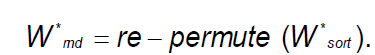 W*md = re – permute (W*sort).